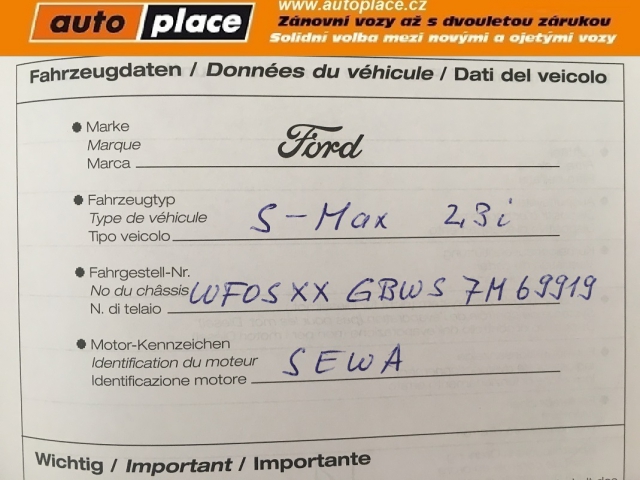 www.autoplace.cz
auto place
Zánovní vozy až s dvouletou zárukou
Solidní volba mezi novými a ojetými vozy
Fahrzeugdaten / Données du véhicule / Dati del veicolo
Marke
Marque
Marca
Ford
Fahrzeugtyp
Type de véhicule
Tipo veicolo
S-Max 2,3i
Fahrgestell-Nr.
No du châssis
N. di telaio
WFOSXX GBWS 7M69919
Motor-Kennzeichen
Identification du moteur
Identificazione motore
SEWA
Wichtig / Important / Importante